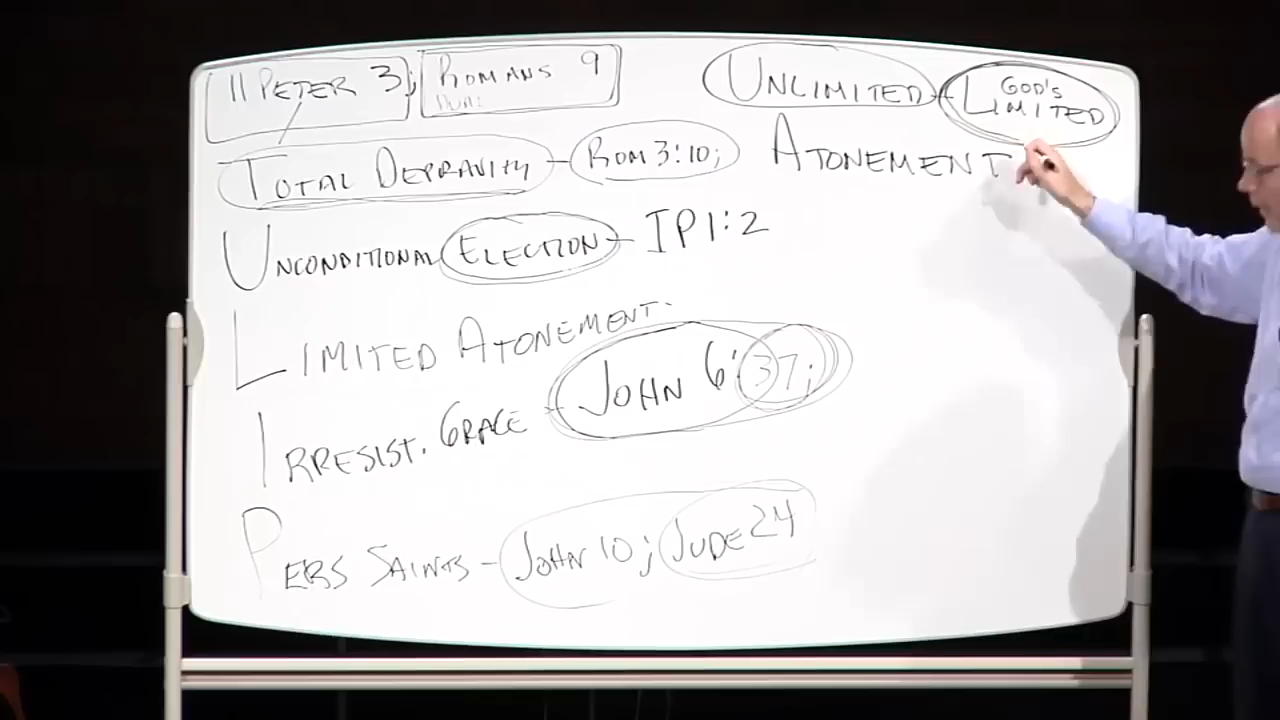 II PETER 3; ROMANS 9
UNLIMITED - GOD'S LIMITED
ATONEMENT
TOTAL DEPRAVITY - ROM 3:10;
UNCONDITIONAL ELECTION - I P 1:2
LIMITED ATONEMENT.
IRRESIST. GRACE - JOHN 6:37;
PERS SAINTS - JOHN 10; JUDE 24